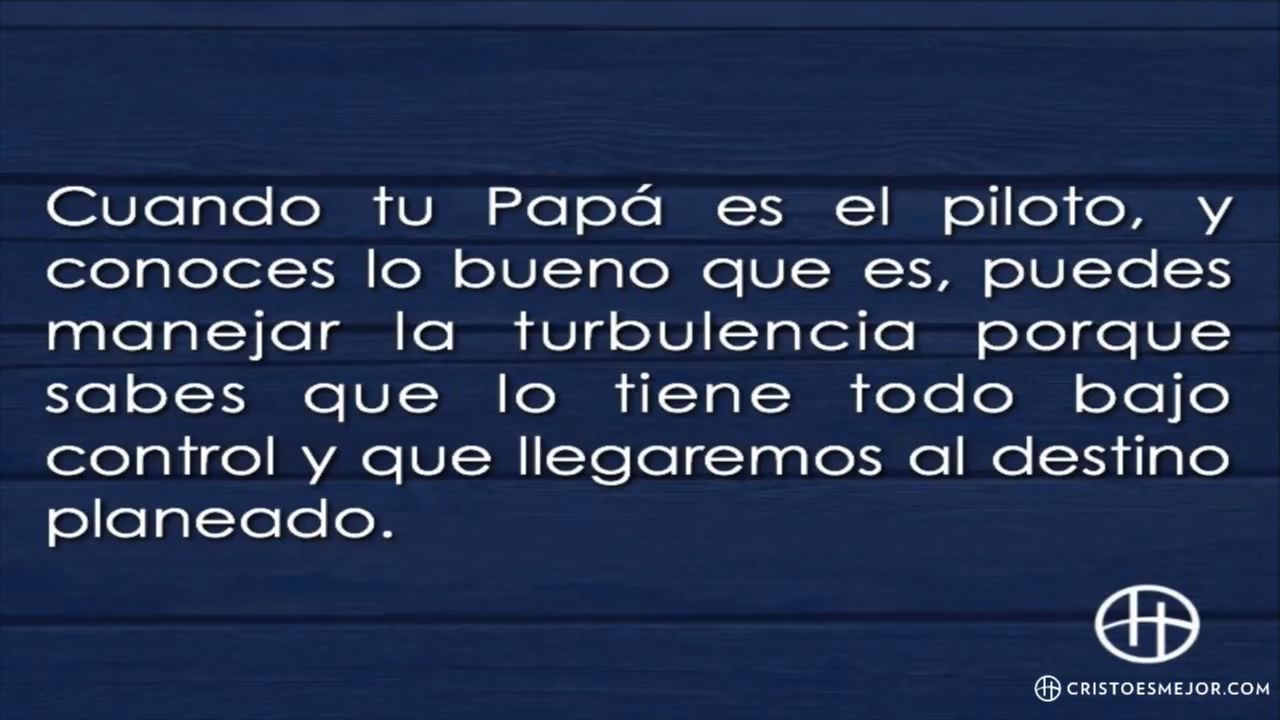 Cuando tu Papá es el piloto, y
conoces lo bueno que es, puedes
manejar la turbulencia porque
sabes que lo tiene todo bajo
control y que llegaremos al destino
planeado.
CRISTOESMEJOR.COM